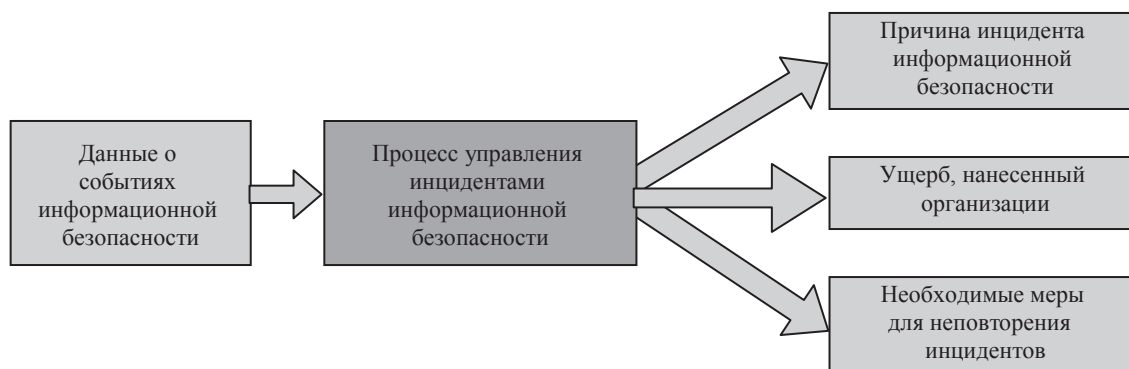 Данные о
событиях
информационной
безопасности
Процесс управления
инцидентами
информационной
безопасности
Причина инцидента
информационной
безопасности
Ущерб, нанесенный
организации
Необходимые меры
для неповторения
инцидентов